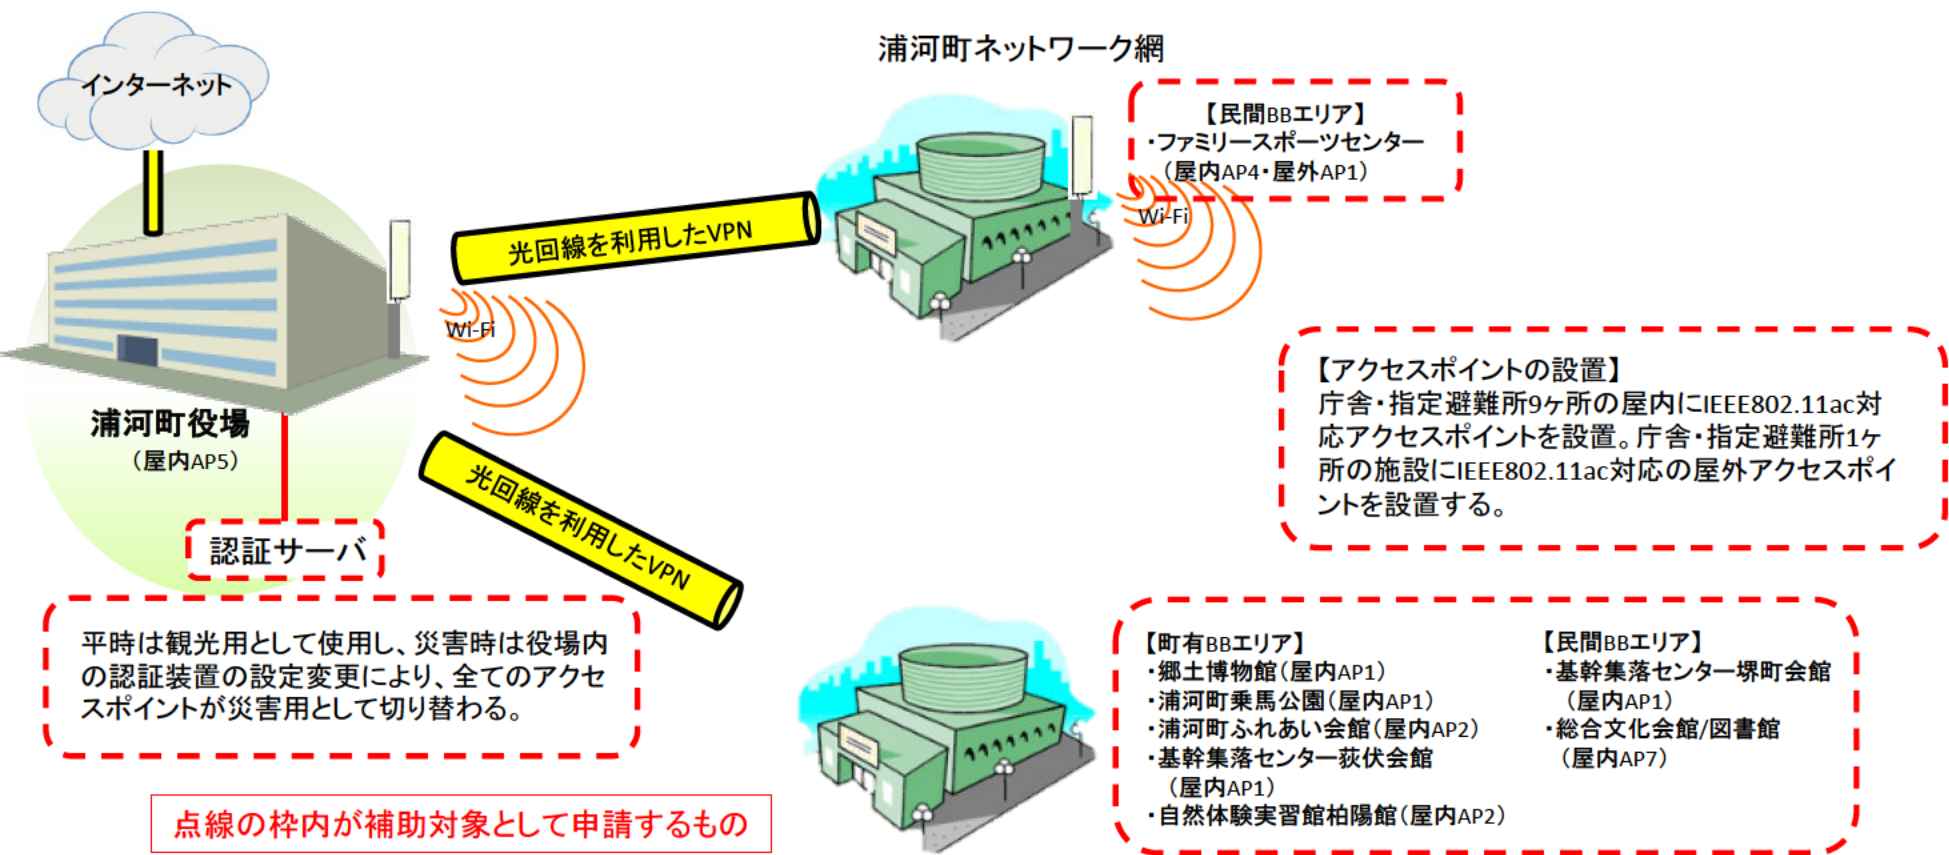 浦河町ネットワーク網
インターネット
【民間BBエリア】
・ファミリースポーツセンター
（屋内AP4・屋外AP1）
Wi-Fi
光回線を利用したVPN
Wi-Fi
浦河町役場
（屋内AP5）
光回線を利用したVPN
認証サーバ
【アクセスポイントの設置】
庁舎・指定避難所9ヶ所の屋内にIEEE802.11ac対
応アクセスポイントを設置。庁舎・指定避難所1ヶ
所の施設にIEEE802.11ac対応の屋外アクセスポイ
ントを設置する。
平時は観光用として使用し、災害時は役場内
の認証装置の設定変更により、全てのアクセ
スポイントが災害用として切り替わる。
【町有BBエリア】
・郷土博物館（屋内AP1）
・浦河町乗馬公園（屋内AP1）
・浦河町ふれあい会館（屋内AP2）
・基幹集落センター荻伏会館
（屋内AP1）
・自然体験実習館柏陽館（屋内AP2）
【民間BBエリア】
・基幹集落センター堺町会館
（屋内AP1）
・総合文化会館/図書館
（屋内AP7）
点線の枠内が補助対象として申請するもの